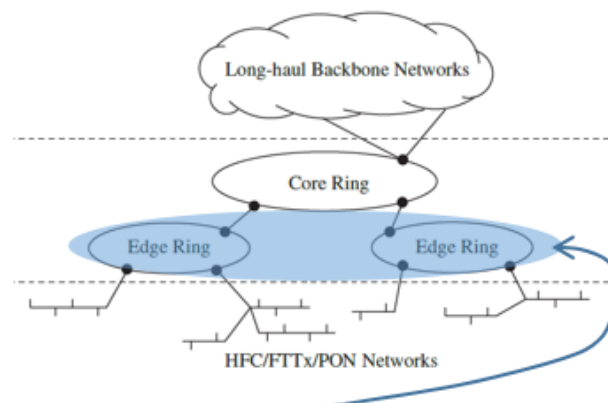 Long-haul Backbone Networks
Core Ring
Edge Ring
Edge Ring
HFC/FTTx/PON Networks